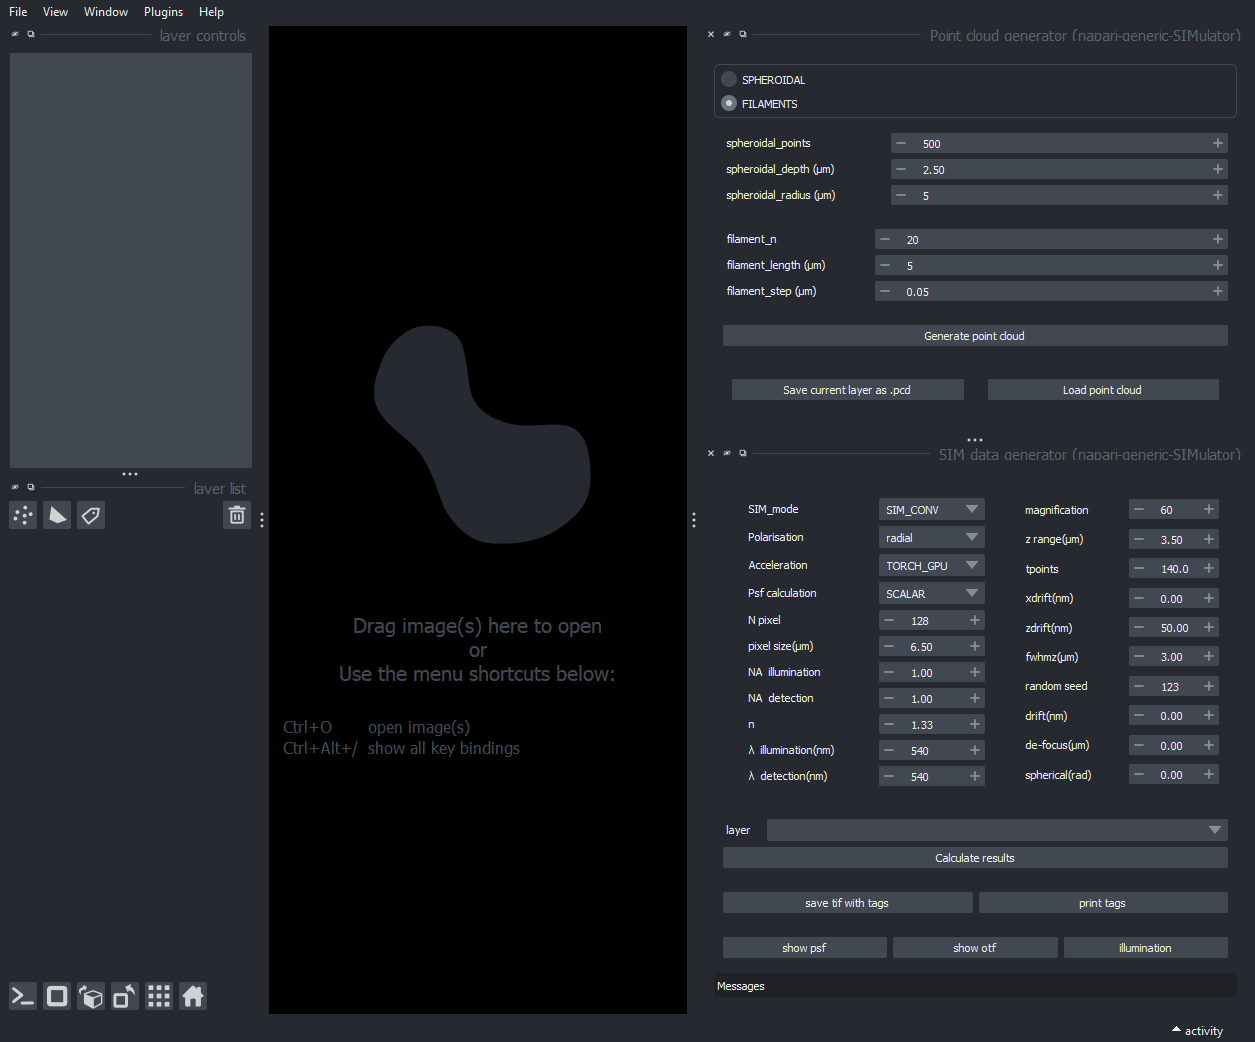 File View Window Plugins Help
layer controls
layer list
Drag image(s) here to open
or
Use the menu shortcuts below:
Ctrl+O open image(s)
Ctrl+Alt+/ show all key bindings
Point cloud generator (napari-generic-SIMulator)
SPHEROIDAL
FILAMENTS
spheroidal_points 500
spheroidal_depth (µm) 2.50
spheroidal_radius (µm) 5
filament_n 20
filament_length (µm) 5
filament_step (µm) 0.05
Generate point cloud
Save current layer as .pcd Load point cloud
SIM data generator (napari-generic-SIMulator)
SIM_mode SIM_CONV
Polarisation radial
Acceleration TORCH_GPU
Psf calculation SCALAR
N pixel 128
pixel size(µm) 6.50
NA illumination 1.00
NA detection 1.00
n 1.33
λ illumination(nm) 540
λ detection(nm) 540
magnification 60
z range(µm) 3.50
tpoints 140.0
xdrift(nm) 0.00
zdrift(nm) 50.00
fwhmz(µm) 3.00
random seed 123
drift(nm) 0.00
de-focus(µm) 0.00
spherical(rad) 0.00
layer
Calculate results
save tif with tags print tags
show psf show otf illumination
Messages
activity